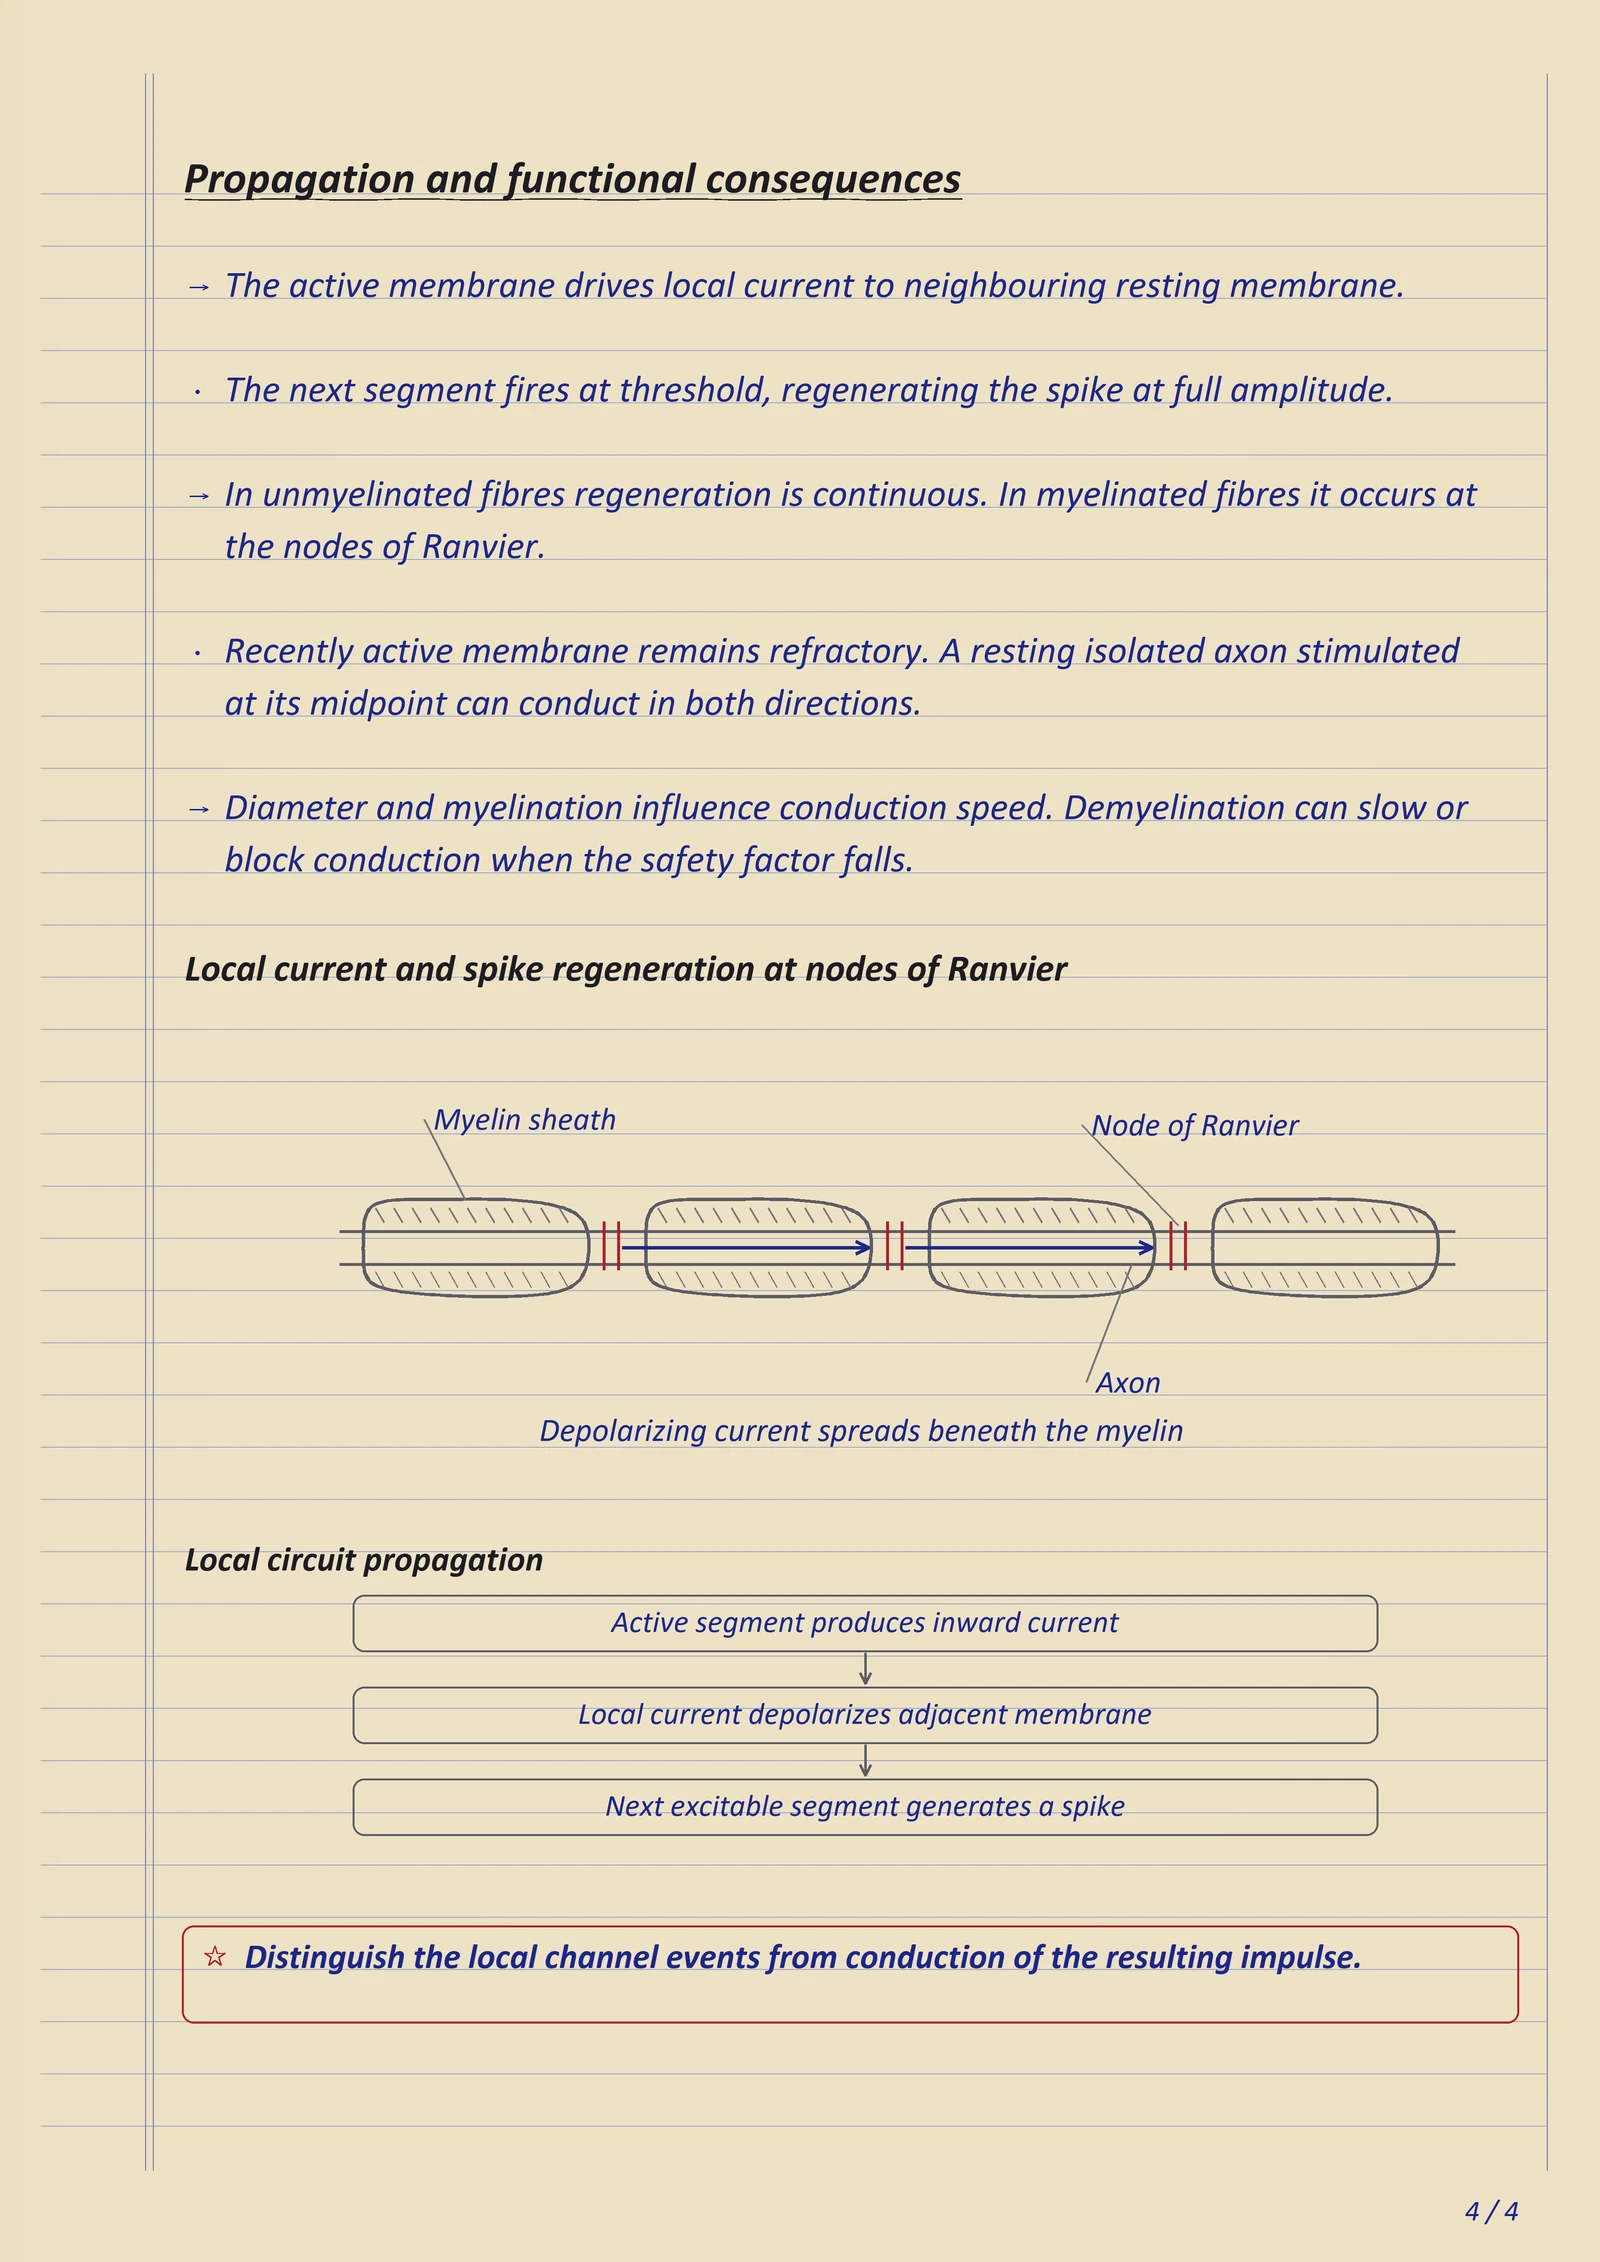 Propagation and functional consequences
→ The active membrane drives local current to neighbouring resting membrane.
· The next segment fires at threshold, regenerating the spike at full amplitude.
→ In unmyelinated fibres regeneration is continuous. In myelinated fibres it occurs at
the nodes of Ranvier.
· Recently active membrane remains refractory. A resting isolated axon stimulated
at its midpoint can conduct in both directions.
→ Diameter and myelination influence conduction speed. Demyelination can slow or
block conduction when the safety factor falls.
Local current and spike regeneration at nodes of Ranvier
Myelin sheath
Node of Ranvier
Axon
Depolarizing current spreads beneath the myelin
Local circuit propagation
Active segment produces inward current
Local current depolarizes adjacent membrane
Next excitable segment generates a spike
☆ Distinguish the local channel events from conduction of the resulting impulse.
4 / 4